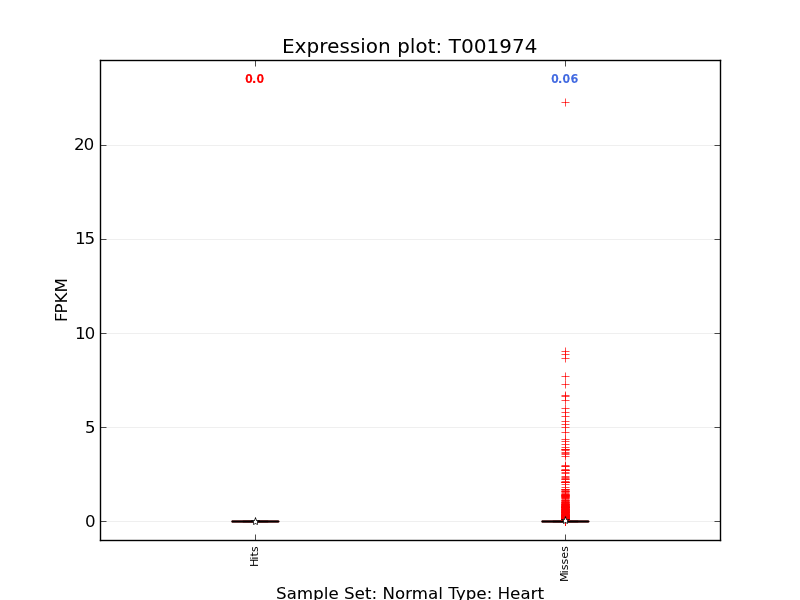 Expression plot: T001974
0.0
0.06
20
15
10
5
0
FPKM
Hits
Misses
Sample Set: Normal Type: Heart